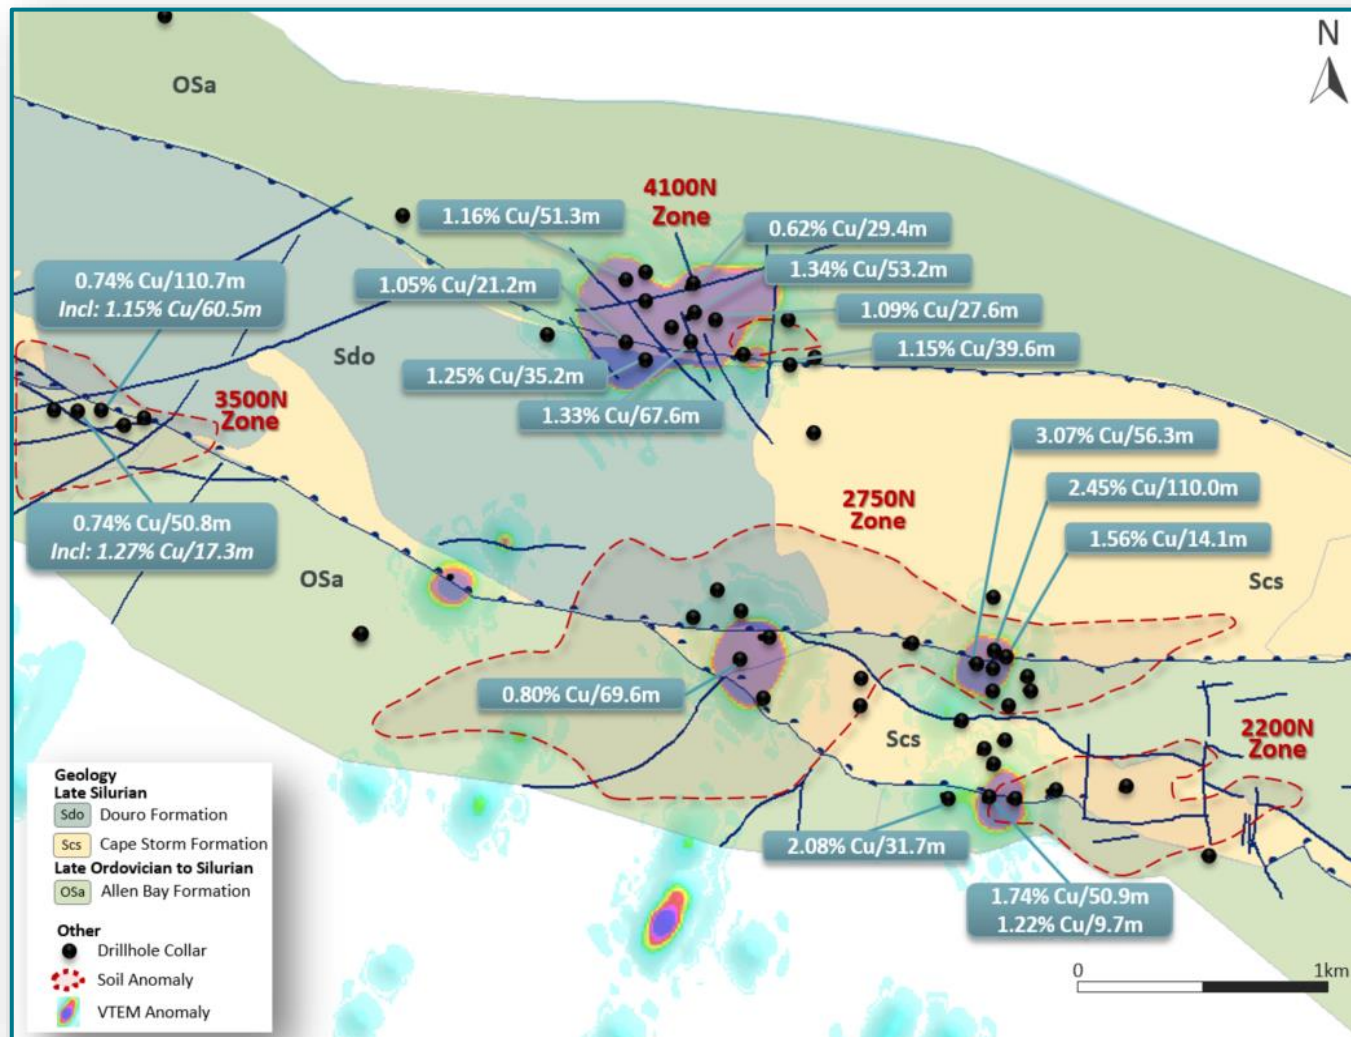 N
OSa
4100N
Zone
1.16% Cu/51.3m
0.62% Cu/29.4m
0.74% Cu/110.7m
Incl: 1.15% Cu/60.5m
1.05% Cu/21.2m
1.34% Cu/53.2m
1.09% Cu/27.6m
Sdo
1.15% Cu/39.6m
1.25% Cu/35.2m
3500N
Zone
1.33% Cu/67.6m
3.07% Cu/56.3m
2.45% Cu/110.0m
2750N
Zone
0.74% Cu/50.8m
Incl: 1.27% Cu/17.3m
1.56% Cu/14.1m
OSa
Scs
0.80% Cu/69.6m
2200N
Zone
Scs
2.08% Cu/31.7m
1.74% Cu/50.9m
1.22% Cu/9.7m
0 1km
Geology
Late Silurian
Sdo Douro Formation
Scs Cape Storm Formation
Late Ordovician to Silurian
OSa Allen Bay Formation
Other
Drillhole Collar
Soil Anomaly
VTEM Anomaly